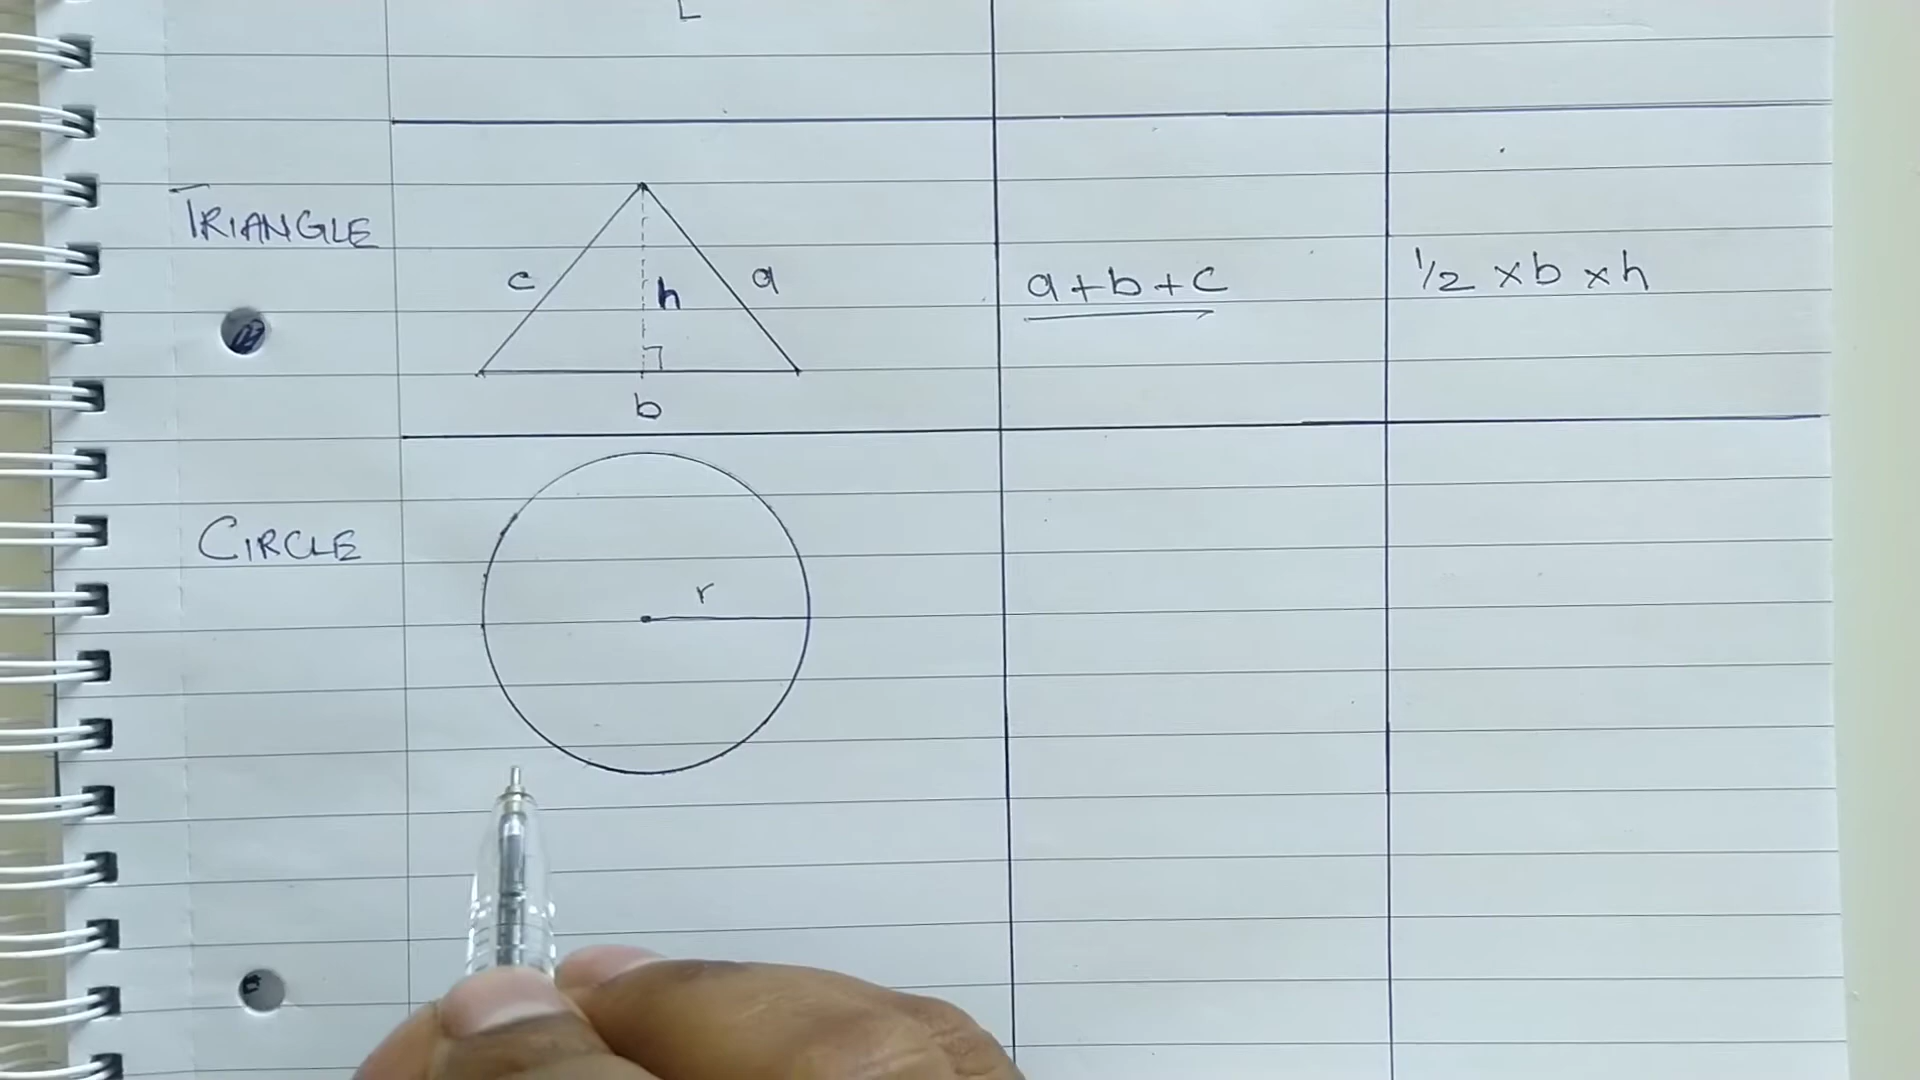 L
TRIANGLE
c
h
a
b
a+b+c
1/2 × b × h
CIRCLE
r